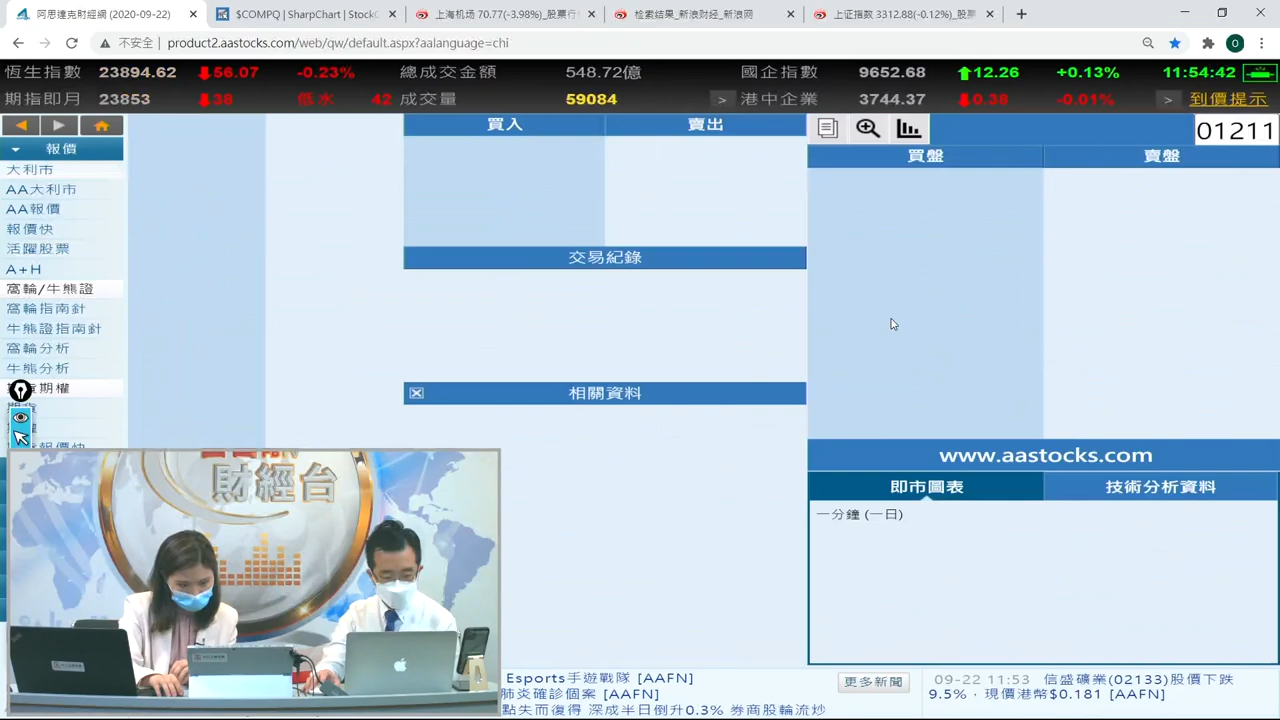 阿思達克財經網 (2020-09-22)
$COMPQ | SharpChart | StockC
上海机场 70.77(-3.98%)_股票行
检索结果_新浪财经_新浪网
上证指数 3312.88(-0.12%)_股票
不安全 | product2.aastocks.com/web/qw/default.aspx?aalanguage=chi
恆生指數 23894.62 56.07 -0.23% 總成交金額 548.72億 國企指數 9652.68 12.26 +0.13% 11:54:42
期指即月 23853 38 低水 42 成交量 59084 > 港中企業 3744.37 0.38 -0.01% > 到價提示
報價
大利市
AA大利市
AA報價
報價快
活躍股票
A+H
窩輪/牛熊證
窩輪指南針
牛熊證指南針
窩輪分析
牛熊分析
期權
買入 賣出
交易紀錄
相關資料
01211
買盤 賣盤
www.aastocks.com
即市圖表 技術分析資料
一分鐘 (一日)
財經台
Esports手遊戰隊 [AAFN]
肺炎確診個案 [AAFN]
點失而復得 深成半日倒升0.3% 券商股輪流炒
更多新聞
09-22 11:53 信盛礦業(02133)股價下跌
9.5%，現價港幣$0.181 [AAFN]